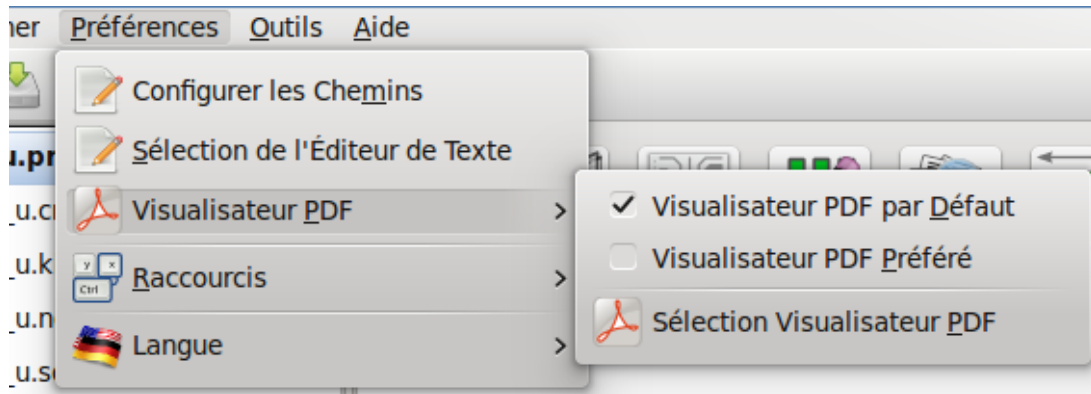 Préférences Outils Aide
Configurer les Chemins
Sélection de l'Éditeur de Texte
Visualisateur PDF
Visualisateur PDF par Défaut
Visualisateur PDF Préféré
Sélection Visualisateur PDF
Raccourcis
Ctrl
Langue